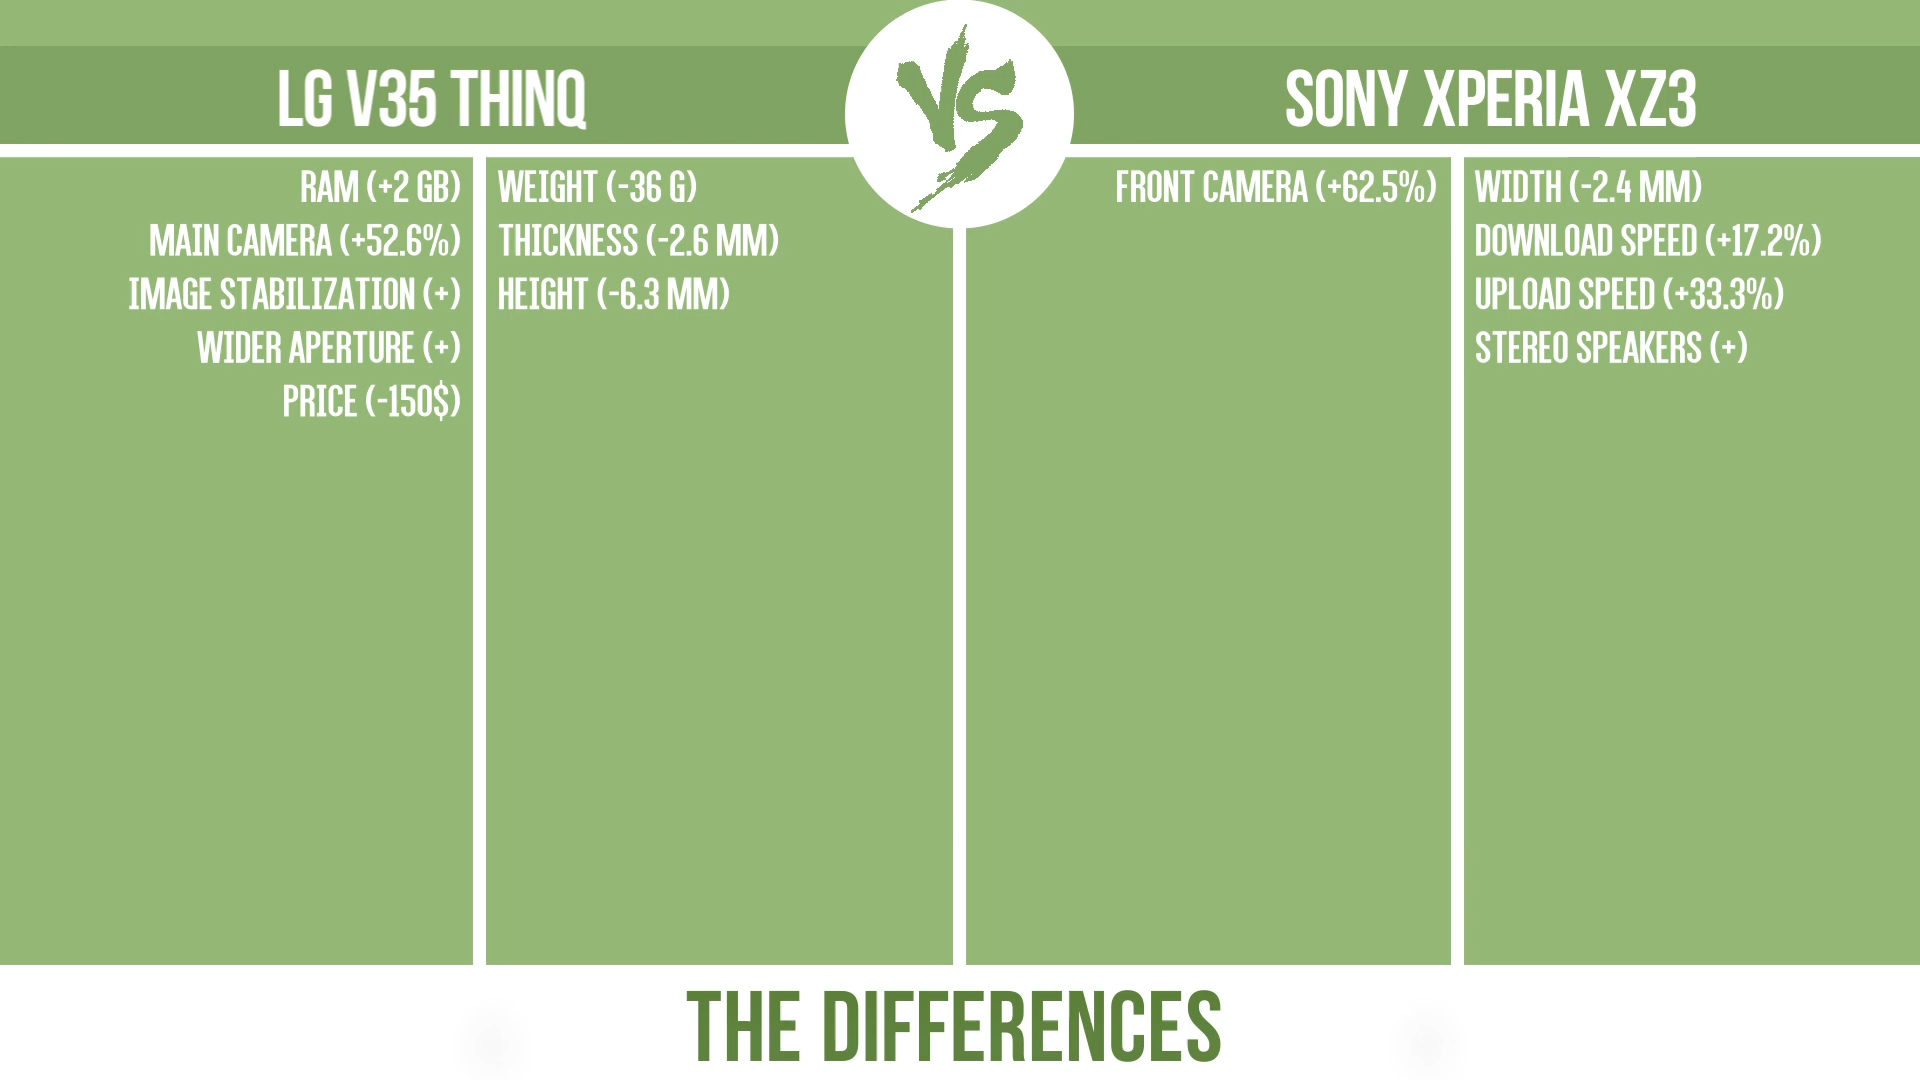 LG V35 THINQ
VS
SONY XPERIA XZ3
RAM (+2 GB)
MAIN CAMERA (+52.6%)
IMAGE STABILIZATION (+)
WIDER APERTURE (+)
PRICE (-150$)
WEIGHT (-36 G)
THICKNESS (-2.6 MM)
HEIGHT (-6.3 MM)
FRONT CAMERA (+62.5%)
WIDTH (-2.4 MM)
DOWNLOAD SPEED (+17.2%)
UPLOAD SPEED (+33.3%)
STEREO SPEAKERS (+)
THE DIFFERENCES